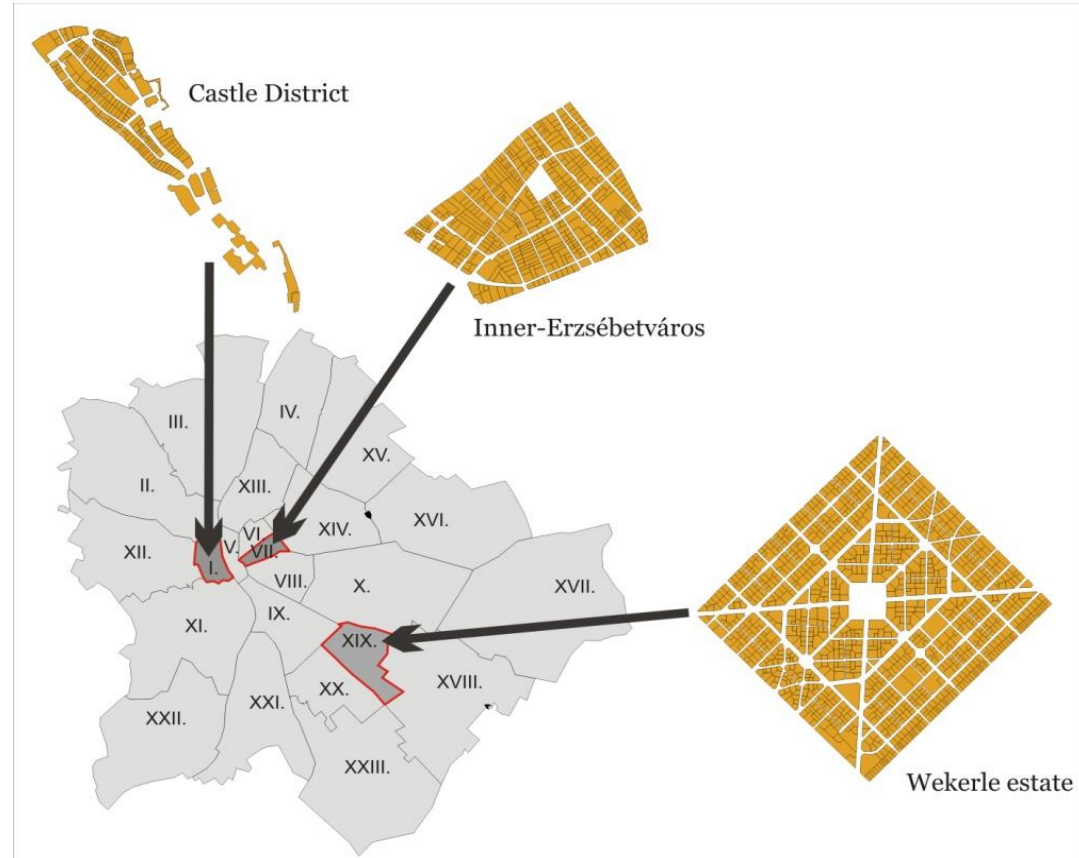 Castle District
Inner-Erzsébetváros
III.
IV.
XV.
II.
XIII.
XVI.
XIV.
VI.
V.
XII.
VII.
I.
VIII.
X.
XVII.
IX.
XI.
XIX.
XX.
XVIII.
XXI.
XXII.
XXIII.
Wekerle estate